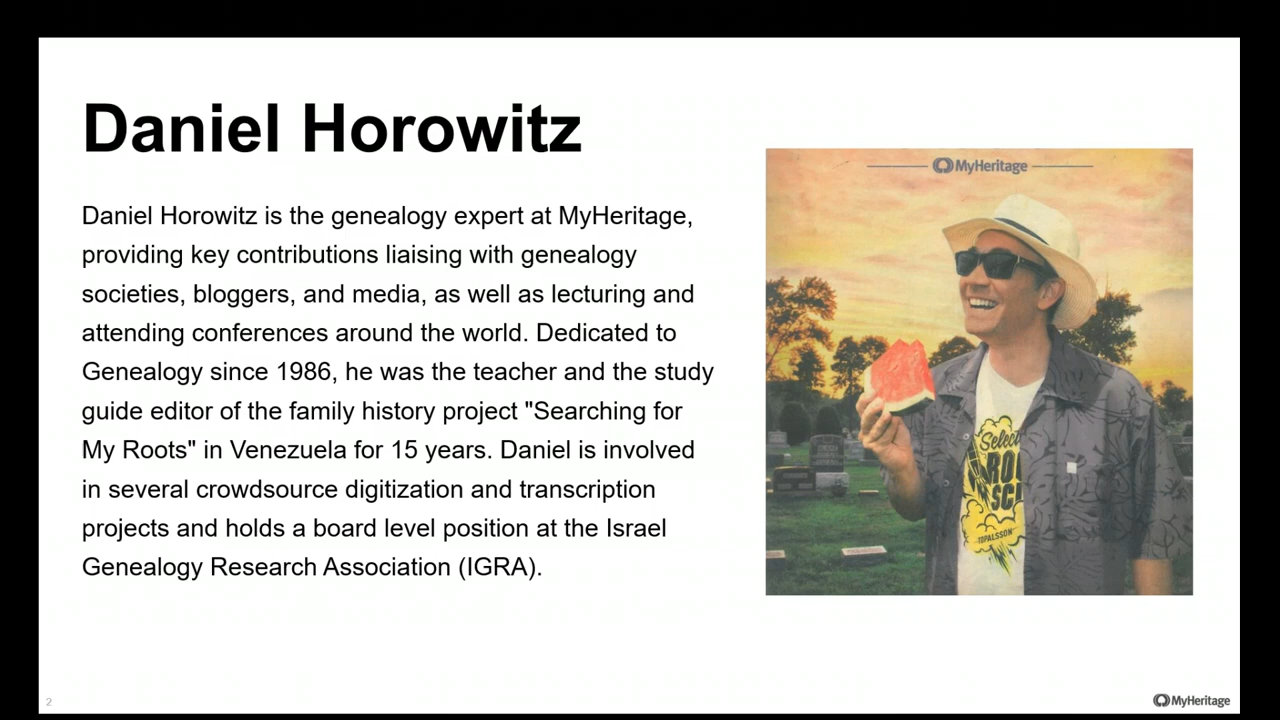 Daniel Horowitz
Daniel Horowitz is the genealogy expert at MyHeritage,
providing key contributions liaising with genealogy
societies, bloggers, and media, as well as lecturing and
attending conferences around the world. Dedicated to
Genealogy since 1986, he was the teacher and the study
guide editor of the family history project "Searching for
My Roots" in Venezuela for 15 years. Daniel is involved
in several crowdsource digitization and transcription
projects and holds a board level position at the Israel
Genealogy Research Association (IGRA).
MyHeritage
TOPALSSON
2
MyHeritage